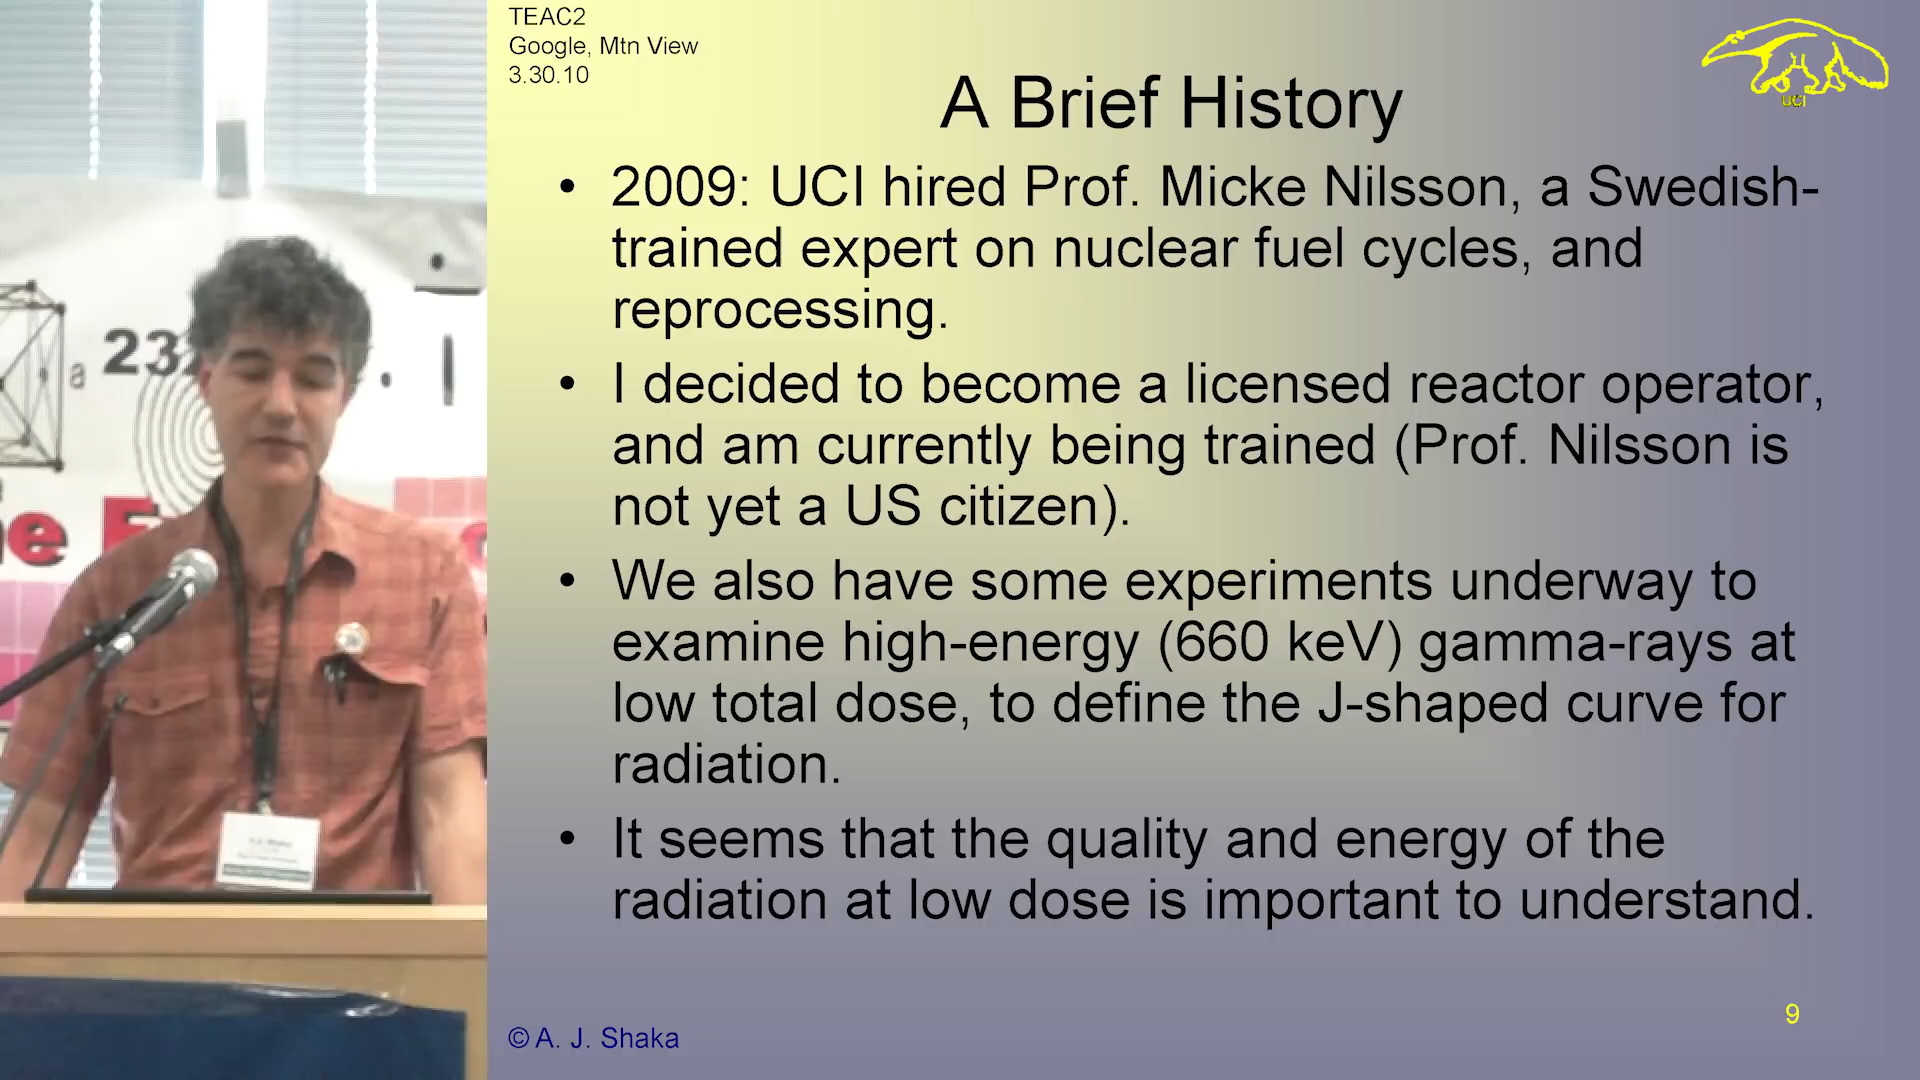 TEAC2
Google, Mtn View
3.30.10
UCI
A Brief History
• 2009: UCI hired Prof. Micke Nilsson, a Swedish-
trained expert on nuclear fuel cycles, and
reprocessing.
• I decided to become a licensed reactor operator,
and am currently being trained (Prof. Nilsson is
not yet a US citizen).
• We also have some experiments underway to
examine high-energy (660 keV) gamma-rays at
low total dose, to define the J-shaped curve for
radiation.
• It seems that the quality and energy of the
radiation at low dose is important to understand.
9
© A. J. Shaka
a 23